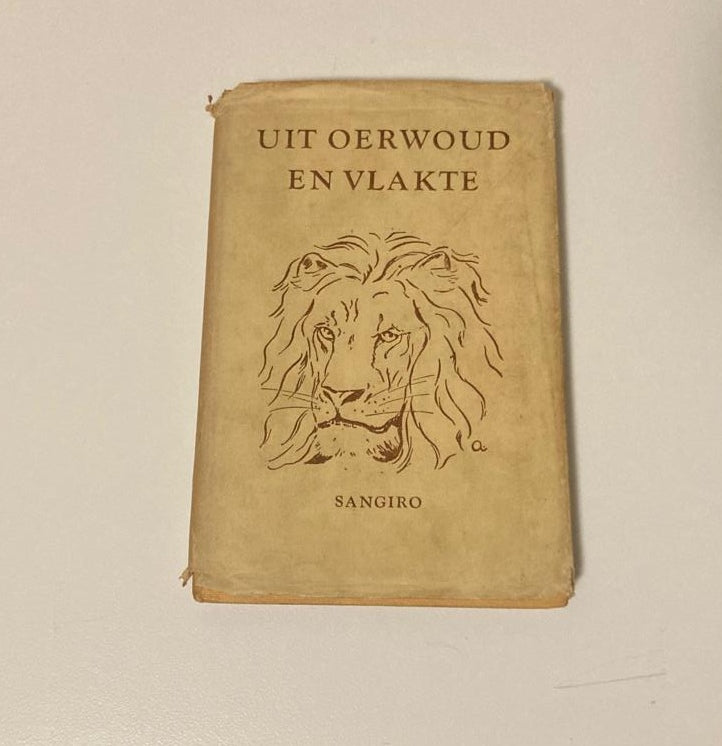 UIT OERWOUD
EN VLAKTE
a
SANGIRO